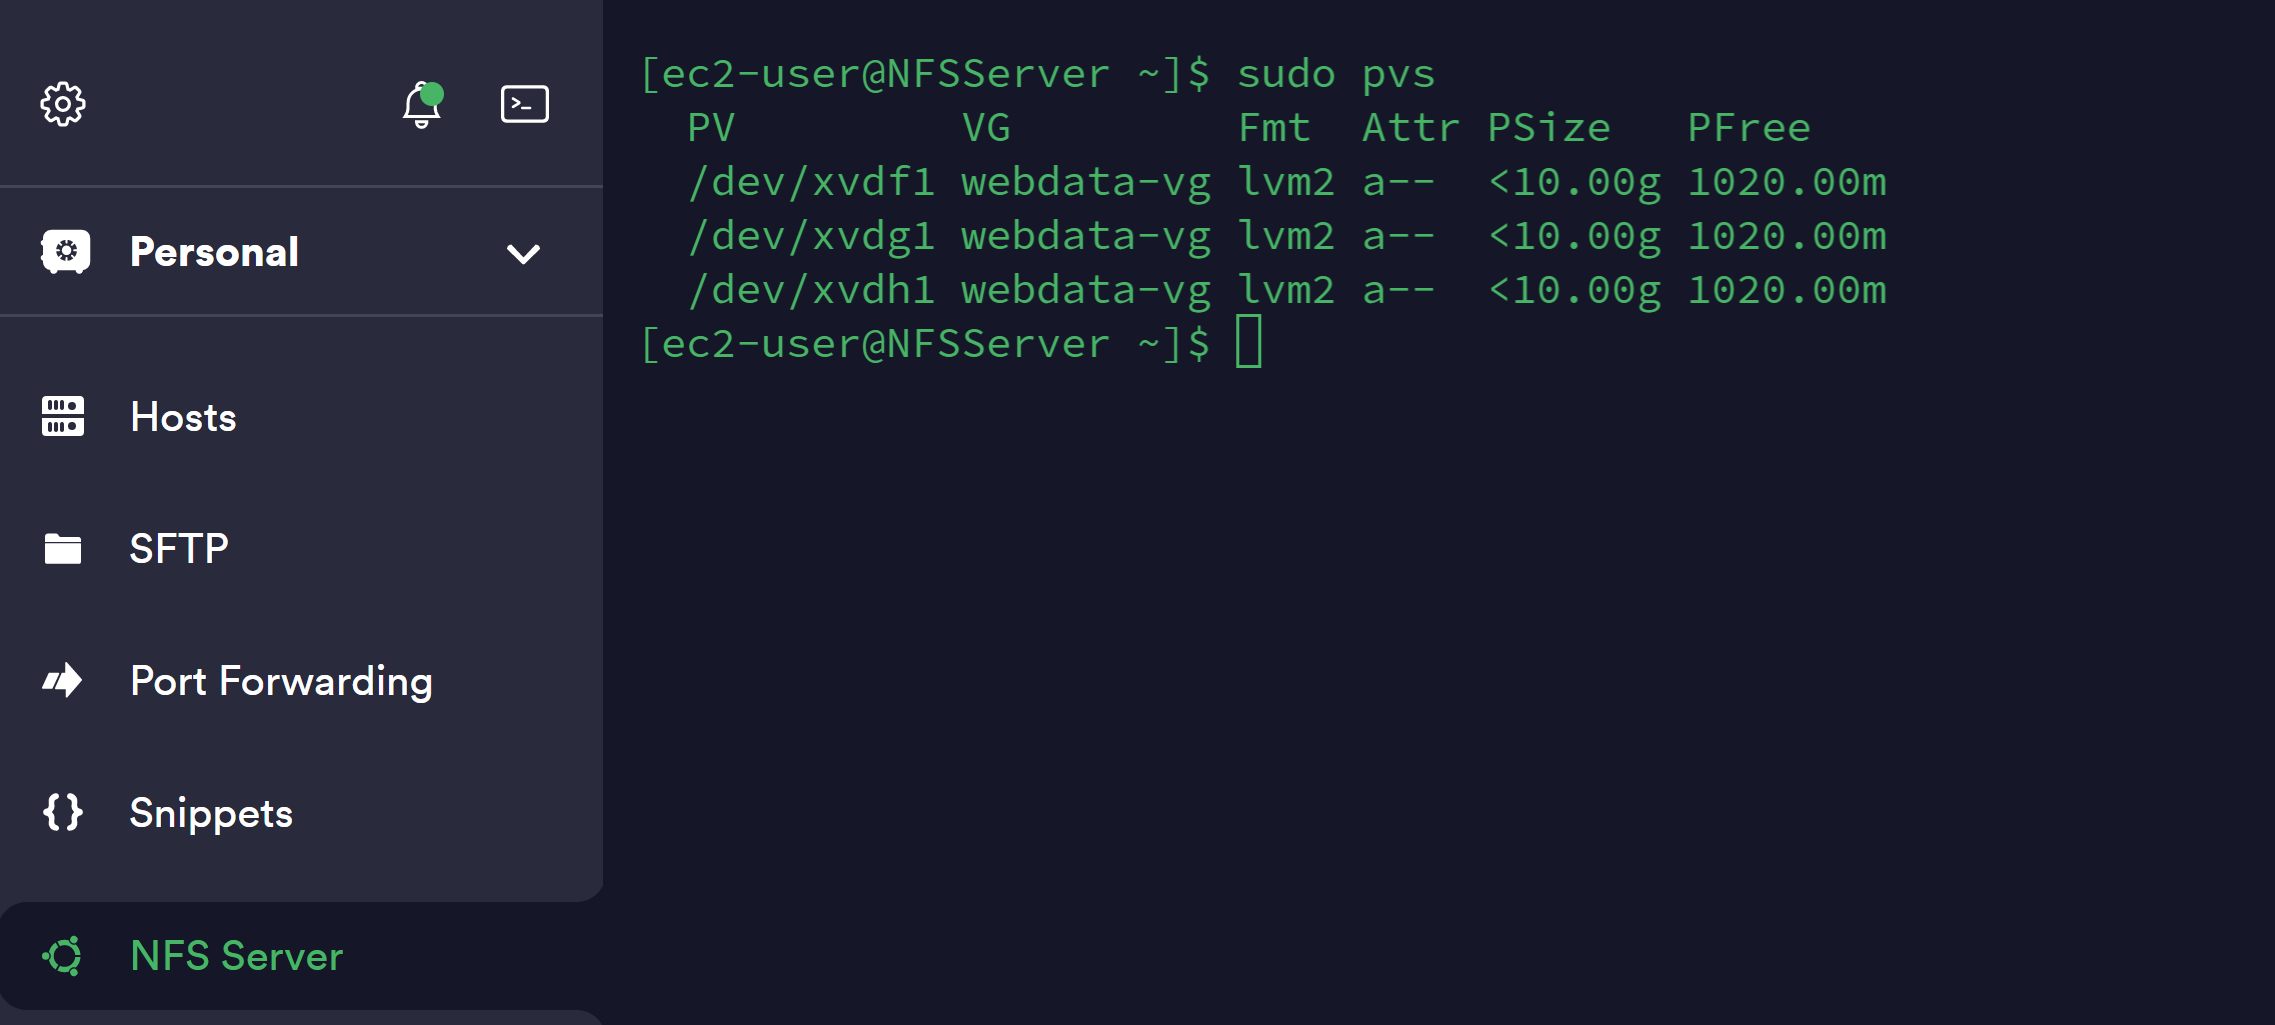 Personal
Hosts
SFTP
Port Forwarding
Snippets
NFS Server
[ec2-user@NFSServer ~]$ sudo pvs
  PV         VG         Fmt  Attr PSize   PFree
  /dev/xvdf1 webdata-vg lvm2 a--  <10.00g 1020.00m
  /dev/xvdg1 webdata-vg lvm2 a--  <10.00g 1020.00m
  /dev/xvdh1 webdata-vg lvm2 a--  <10.00g 1020.00m
[ec2-user@NFSServer ~]$